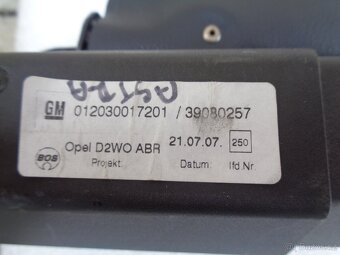 ASTRA
GM 012030017201 / 39080257
BOS Opel D2WO ABR 21.07.07. 250
Projekt Datum lfd.Nr